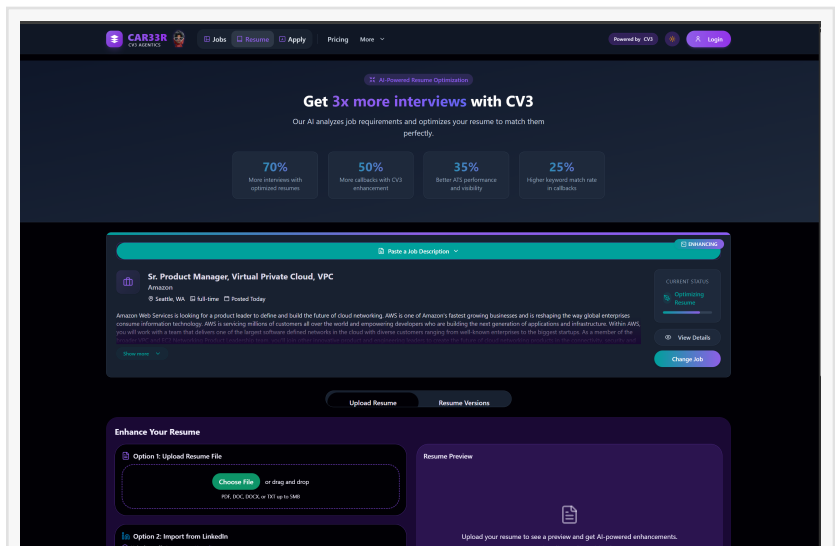 CAR33R
CV3 AGENTICS
Jobs
Resume
Apply
Pricing
More
Powered by CV3
Login
AI-Powered Resume Optimization
Get 3x more interviews with CV3
Our AI analyzes job requirements and optimizes your resume to match them
perfectly.
70%
More interviews with
optimized resumes
50%
More callbacks with CV3
enhancement
35%
Better ATS performance
and visibility
25%
Higher keyword match rate
in callbacks
ENHANCING
Paste a Job Description
Sr. Product Manager, Virtual Private Cloud, VPC
Amazon
Seattle, WA full-time Posted Today
Amazon Web Services is looking for a product leader to define and build the future of cloud networking. AWS is one of Amazon's fastest growing businesses and is reshaping the way global enterprises
consume information technology. AWS is servicing millions of customers all over the world and empowering developers who are building the next generation of applications and infrastructure. Within AWS,
you will work with a team that delivers one of the largest software defined networks in the cloud with diverse customers ranging from well-known enterprises to the biggest startups. As a member of the
Show more
CURRENT STATUS
Optimizing
Resume
View Details
Change Job
Upload Resume
Resume Versions
Enhance Your Resume
Option 1: Upload Resume File
Choose File or drag and drop
PDF, DOC, DOCX, or TXT up to 5MB
Option 2: Import from LinkedIn
Resume Preview
Upload your resume to see a preview and get AI-powered enhancements.